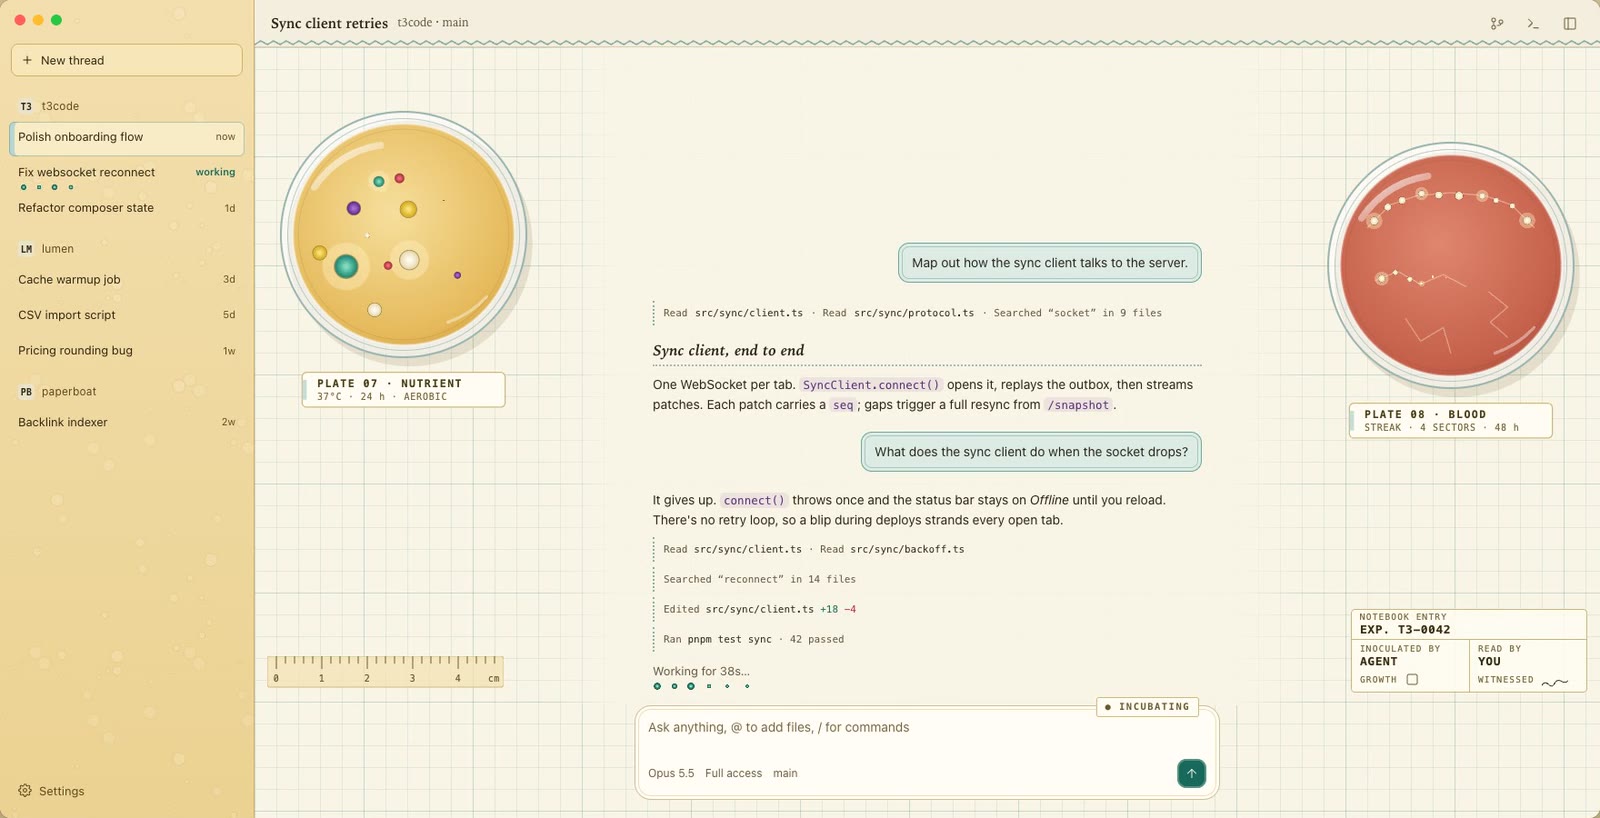 Sync client retries t3code · main
New thread
T3 t3code
Polish onboarding flow now
Fix websocket reconnect working
Refactor composer state 1d
LM lumen
Cache warmup job 3d
CSV import script 5d
Pricing rounding bug 1w
PB paperboat
Backlink indexer 2w
Settings
PLATE 07 · NUTRIENT
37°C · 24 h · AEROBIC
0 1 2 3 4 cm
Map out how the sync client talks to the server.
Read src/sync/client.ts · Read src/sync/protocol.ts · Searched “socket” in 9 files
Sync client, end to end
One WebSocket per tab. SyncClient.connect() opens it, replays the outbox, then streams
patches. Each patch carries a seq; gaps trigger a full resync from /snapshot.
What does the sync client do when the socket drops?
It gives up. connect() throws once and the status bar stays on Offline until you reload.
There's no retry loop, so a blip during deploys strands every open tab.
Read src/sync/client.ts · Read src/sync/backoff.ts
Searched “reconnect” in 14 files
Edited src/sync/client.ts +18 −4
Ran pnpm test sync · 42 passed
Working for 38s...
INCUBATING
Ask anything, @ to add files, / for commands
Opus 5.5 Full access main
PLATE 08 · BLOOD
STREAK · 4 SECTORS · 48 h
NOTEBOOK ENTRY
EXP. T3-0042
INOCULATED BY
AGENT
GROWTH
READ BY
YOU
WITNESSED